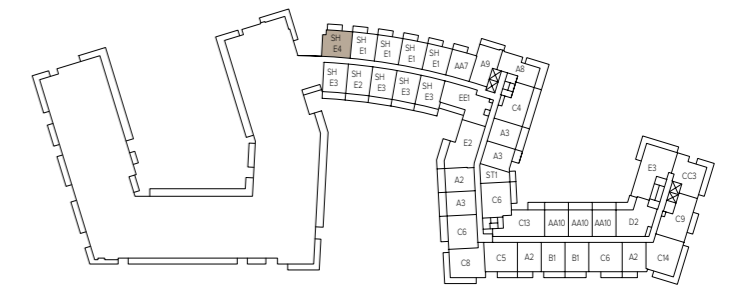 SH
E4
SH
E1
SH
E1
SH
E1
SH
E1
AA7
A9
A8
SH
E3
SH
E2
SH
E3
SH
E3
SH
E3
EE1
C4
A3
E2
A3
ST1
A2
C6
A3
C6
C8
C13
AA10
AA10
AA10
D2
E3
CC3
C9
C5
A2
B1
B1
C6
A2
C14